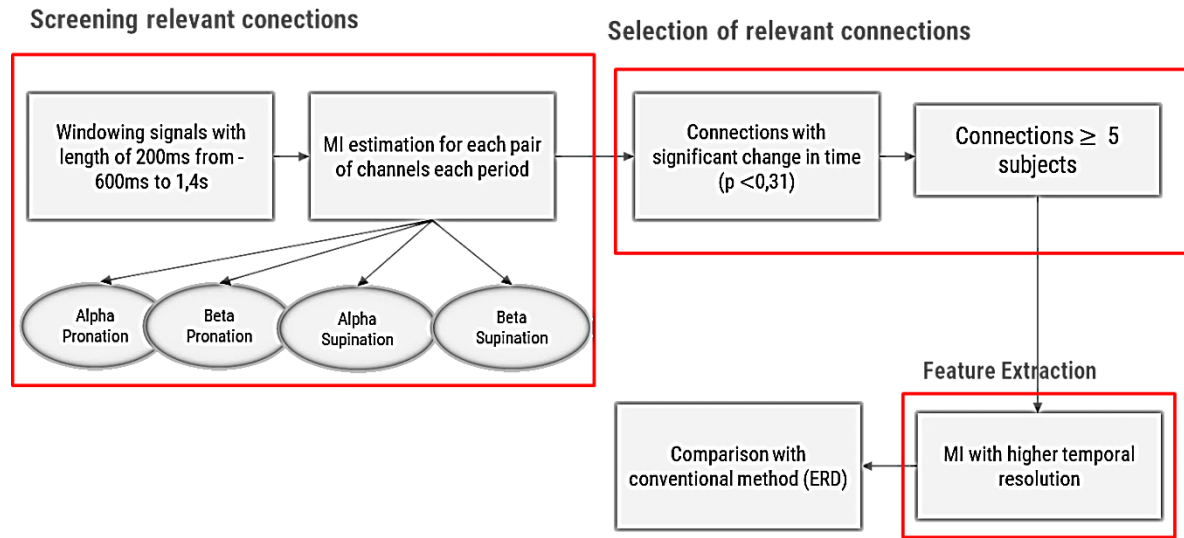 Screening relevant conections
Selection of relevant connections
Windowing signals with
length of 200ms from -
600ms to 1,4s
MI estimation for each pair
of channels each period
Connections with
significant change in time
(p <0,31)
Connections ≥ 5
subjects
Alpha
Pronation
Beta
Pronation
Alpha
Supination
Beta
Supination
Feature Extraction
Comparison with
conventional method (ERD)
MI with higher temporal
resolution